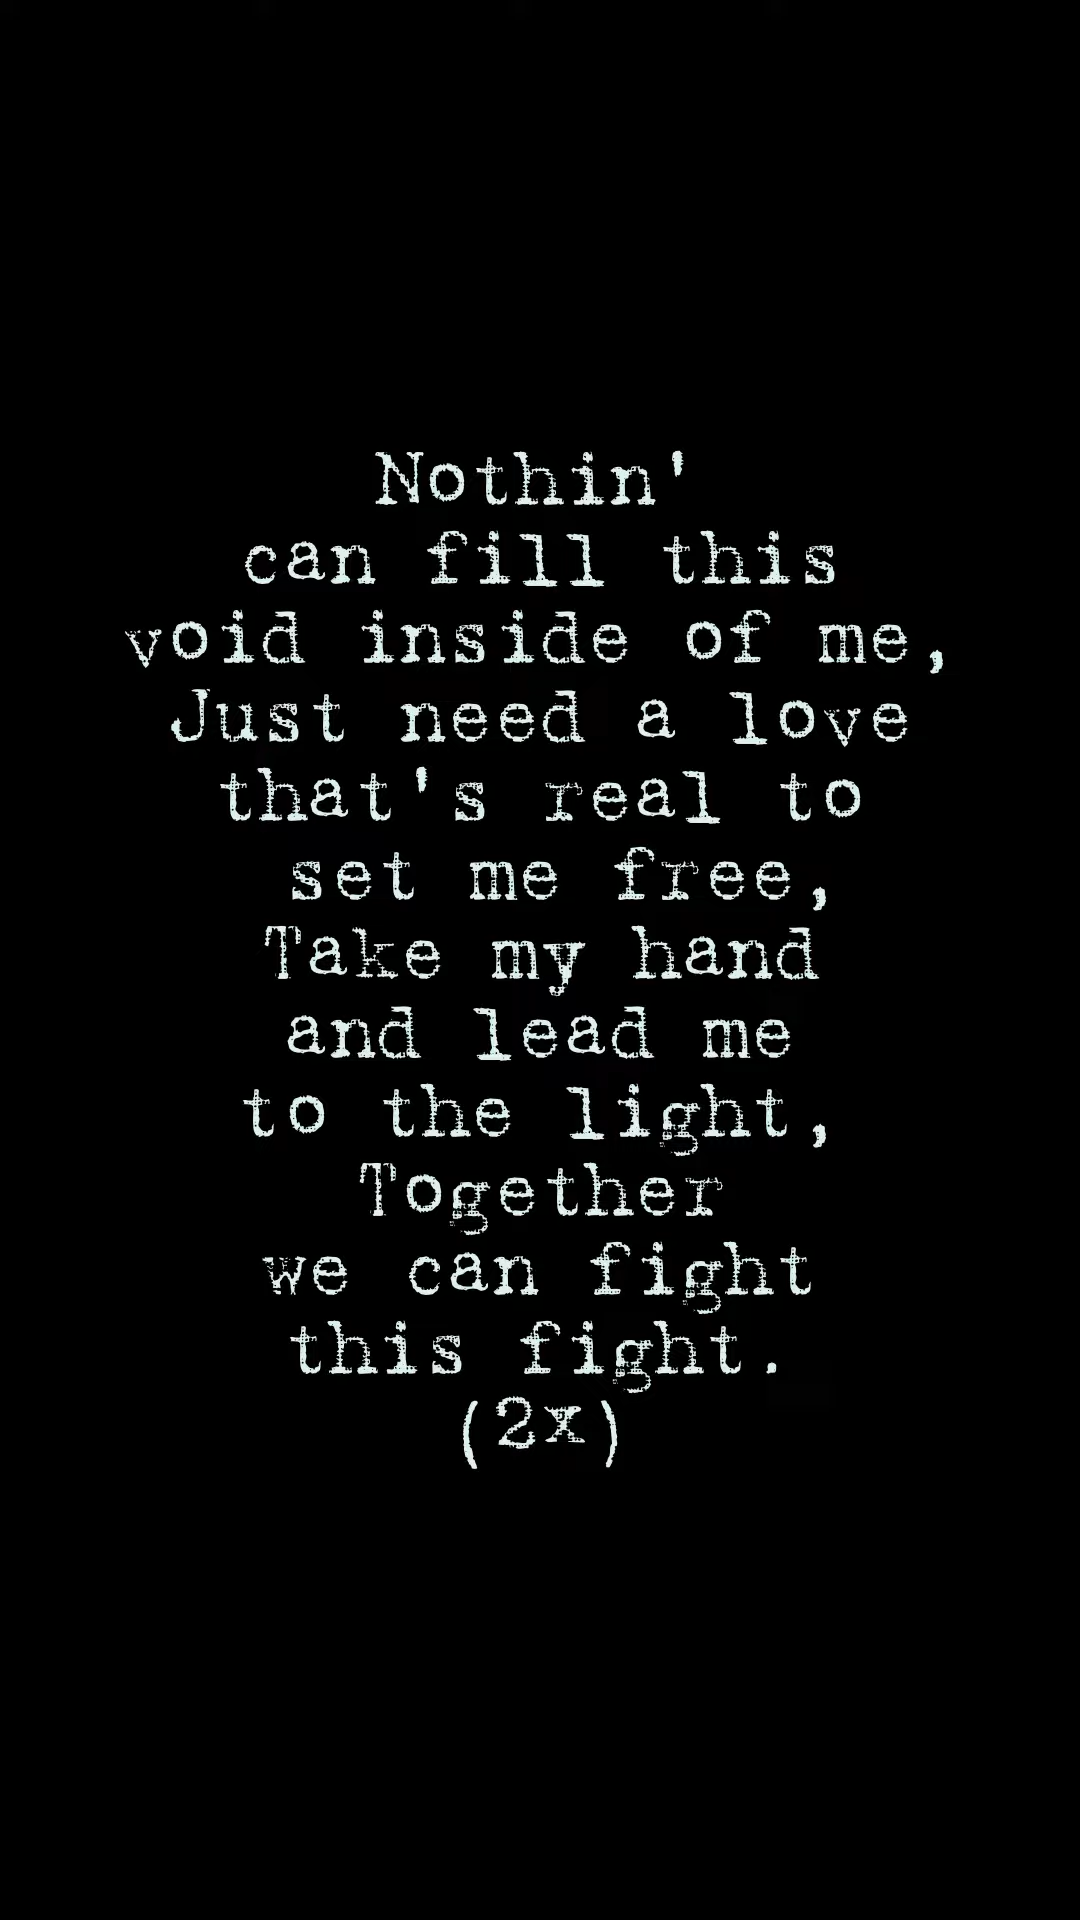 Nothin'
can fill this
void inside of me,
Just need a love
that's real to
set me free,
Take my hand
and lead me
to the light,
Together
we can fight
this fight.
(2x)